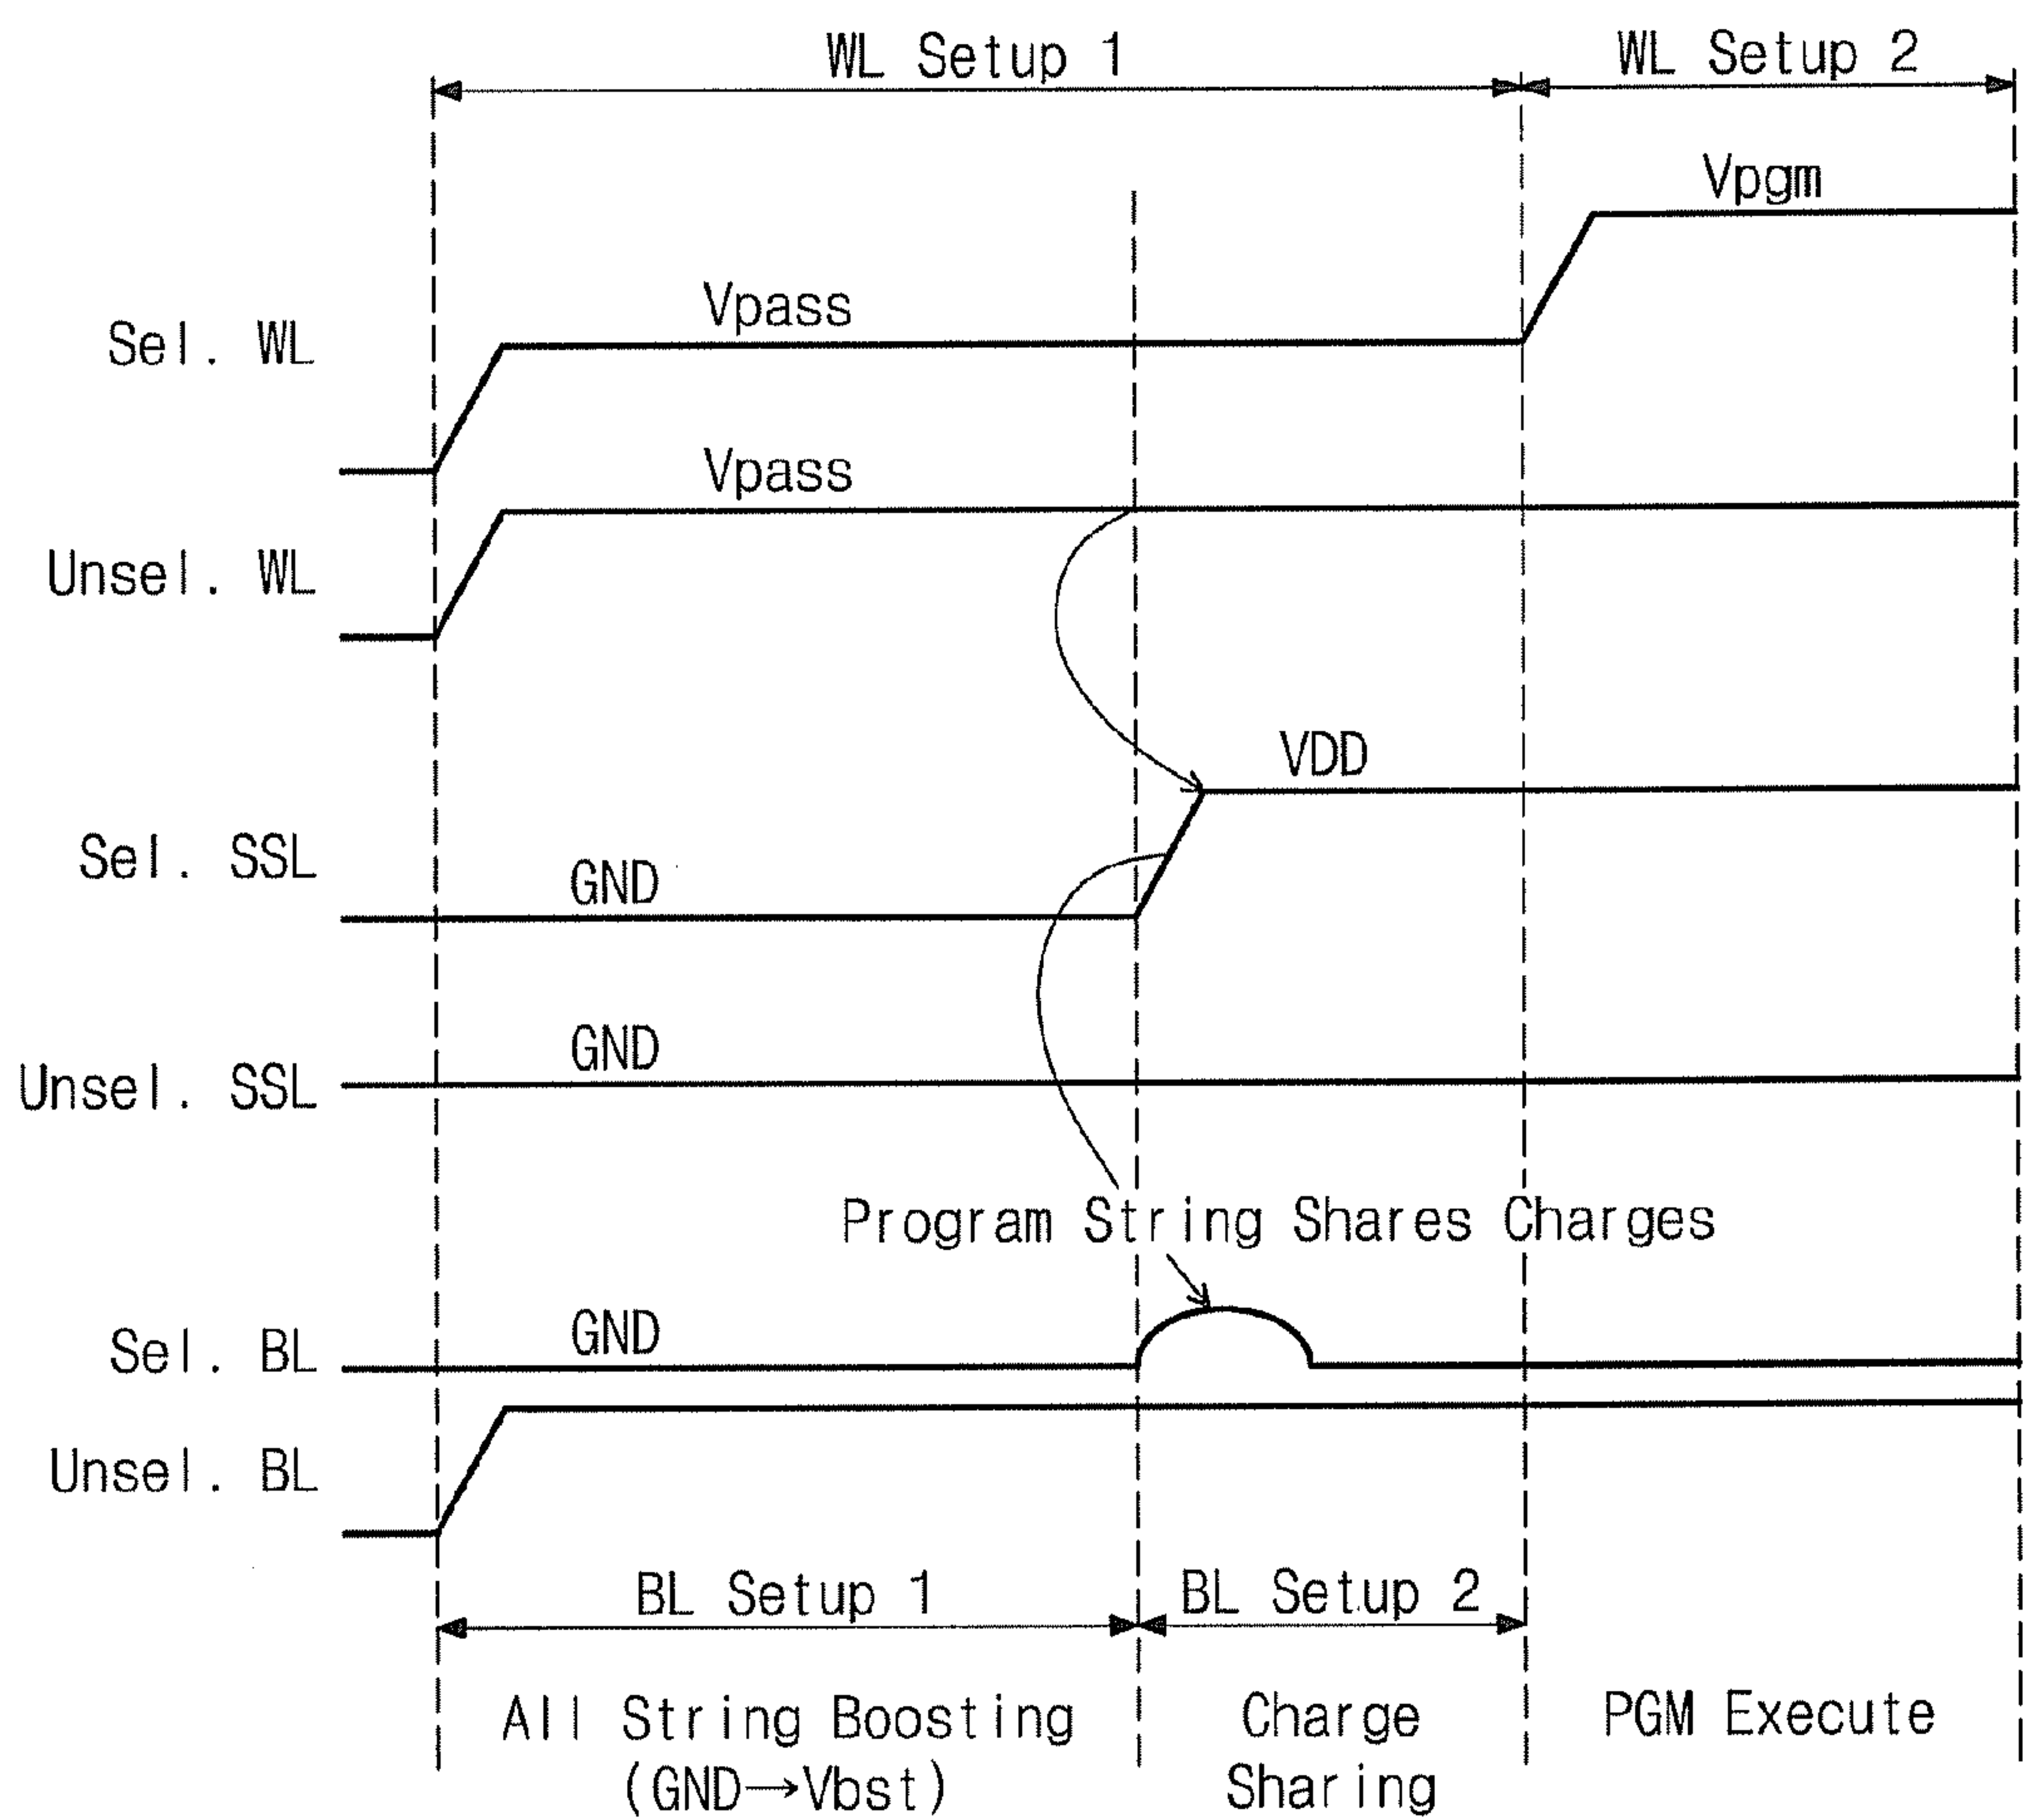 WL Setup 1
WL Setup 2
Vpgm
Vpass
Sel. WL
Vpass
Unsel. WL
VDD
Sel. SSL
GND
GND
Unsel. SSL
Program String Shares Charges
Sel. BL
GND
Unsel. BL
BL Setup 1
BL Setup 2
All String Boosting
(GND→Vbst)
Charge
Sharing
PGM Execute